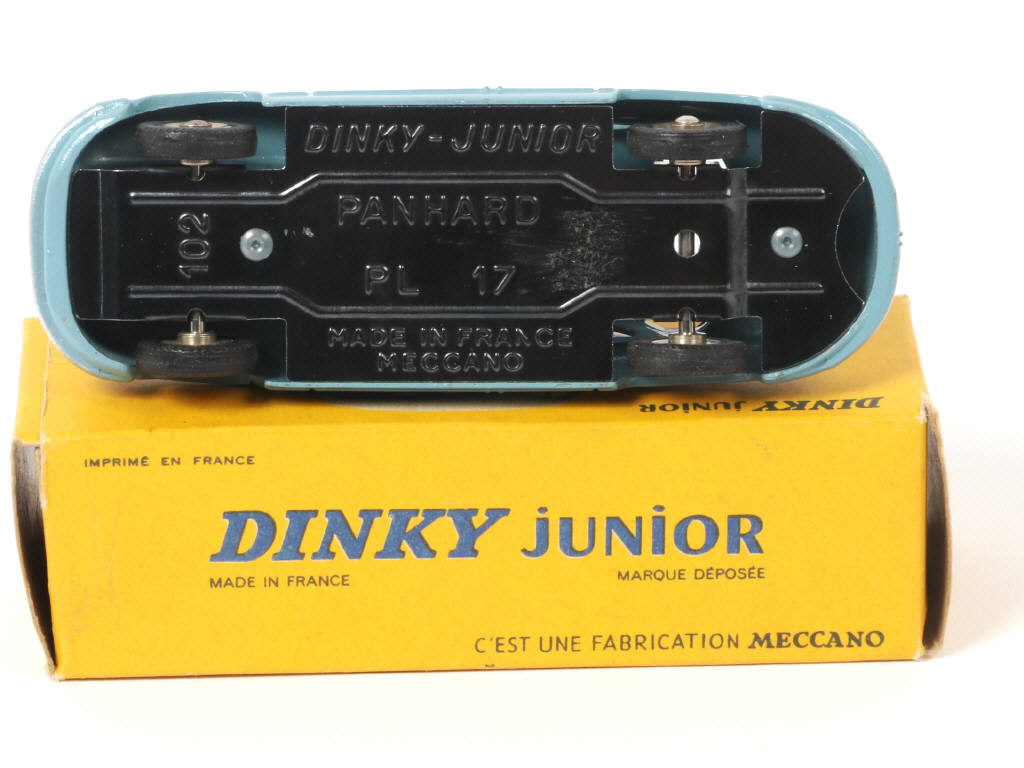 DINKY-JUNIOR
PANHARD
102
PL 17
MADE IN FRANCE
MECCANO
DINKY JUNIOR
IMPRIMÉ EN FRANCE
DINKY JUNIOR
MADE IN FRANCE
MARQUE DÉPOSÉE
C'EST UNE FABRICATION MECCANO